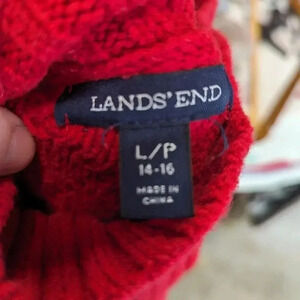 LANDS' END
L/P
14-16
MADE IN
CHINA